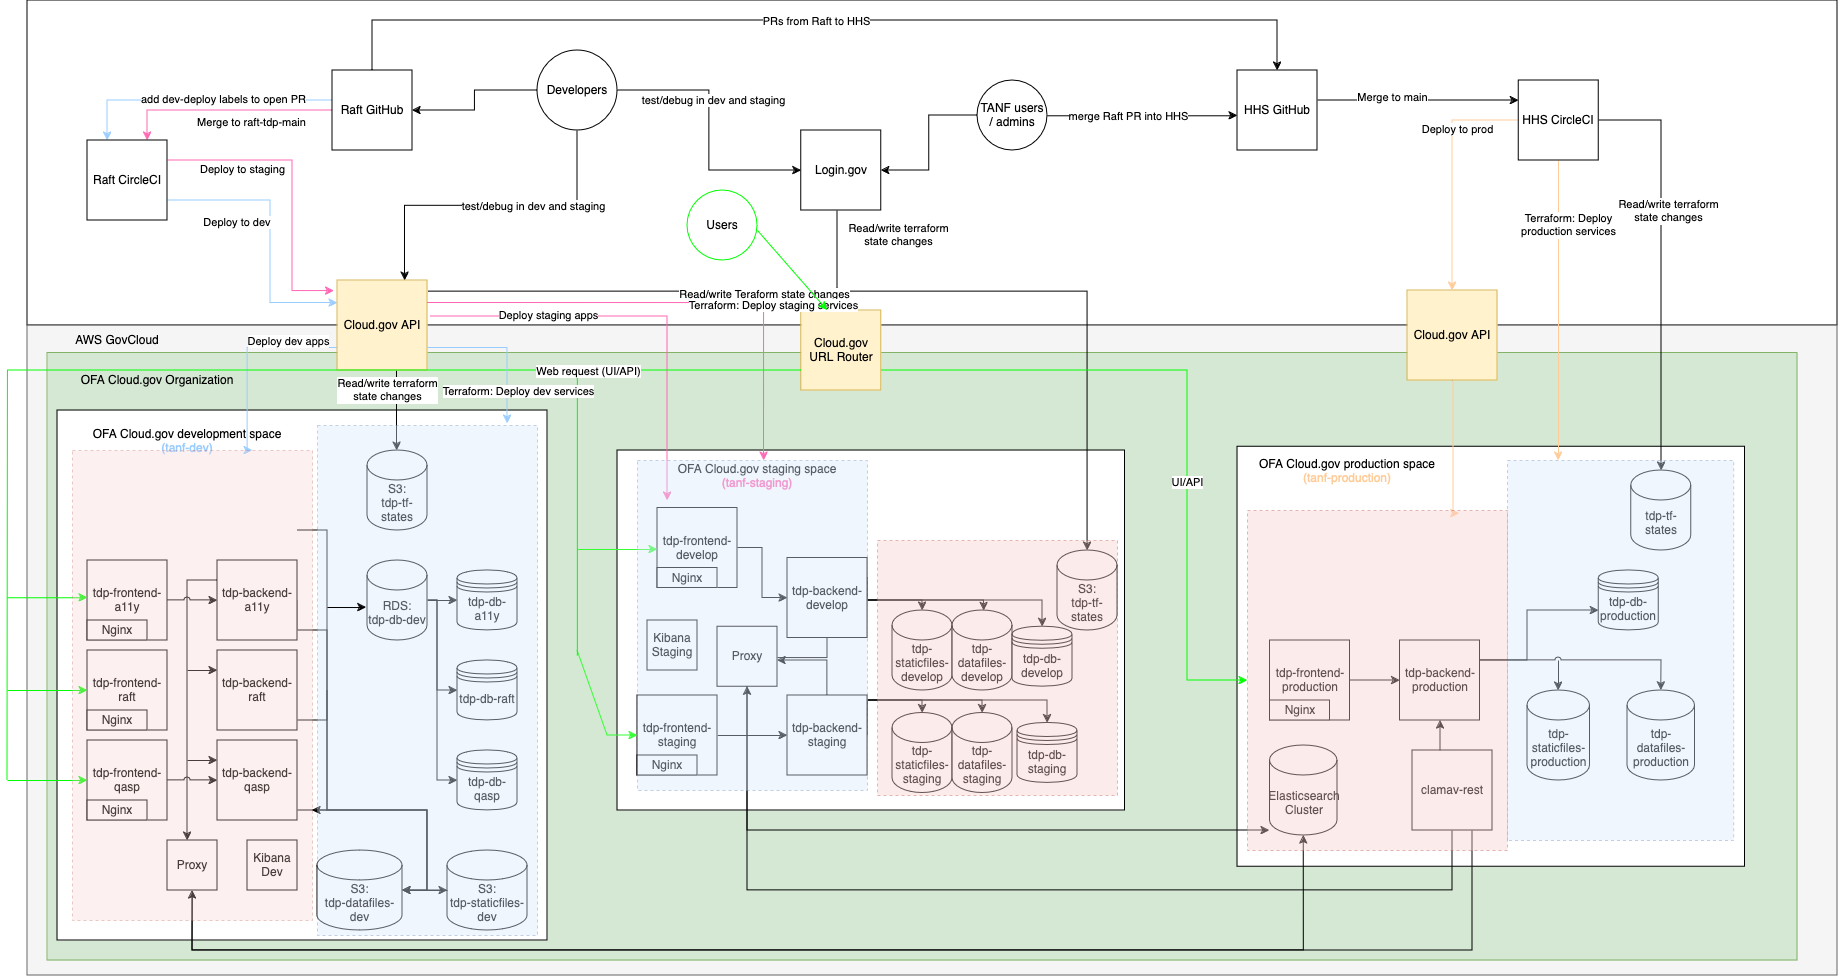 PRs from Raft to HHS
add dev-deploy labels to open PR
Merge to raft-tdp-main
Raft GitHub
Developers
test/debug in dev and staging
TANF users
/ admins
merge Raft PR into HHS
HHS GitHub
Merge to main
HHS CircleCI
Deploy to prod
Raft CircleCI
Deploy to staging
Deploy to dev
test/debug in dev and staging
Login.gov
Users
Read/write terraform
state changes
Terraform: Deploy
production services
Read/write terraform
state changes
Read/write Teraform state changes
Terraform: Deploy staging services
Deploy staging apps
Cloud.gov API
Cloud.gov
URL Router
Cloud.gov API
AWS GovCloud
Deploy dev apps
OFA Cloud.gov Organization
Web request (UI/API)
Read/write terraform
state changes
Terraform: Deploy dev services
UI/API
OFA Cloud.gov development space
(tanf-dev)
S3:
tdp-tf-
states
tdp-frontend-
a11y
Nginx
tdp-backend-
a11y
RDS:
tdp-db-dev
tdp-db-
a11y
tdp-frontend-
raft
Nginx
tdp-backend-
raft
tdp-db-raft
tdp-frontend-
qasp
Nginx
tdp-backend-
qasp
tdp-db-
qasp
Proxy
Kibana
Dev
S3:
tdp-datafiles-
dev
S3:
tdp-staticfiles-
dev
OFA Cloud.gov staging space
(tanf-staging)
tdp-frontend-
develop
Nginx
tdp-backend-
develop
S3:
tdp-tf-
states
Kibana
Staging
Proxy
tdp-
staticfiles-
develop
tdp-
datafiles-
develop
tdp-db-
develop
tdp-frontend-
staging
Nginx
tdp-backend-
staging
tdp-
staticfiles-
staging
tdp-
datafiles-
staging
tdp-db-
staging
OFA Cloud.gov production space
(tanf-production)
tdp-tf-
states
tdp-db-
production
tdp-frontend-
production
Nginx
tdp-backend-
production
tdp-
staticfiles-
production
tdp-
datafiles-
production
Elasticsearch
Cluster
clamav-rest